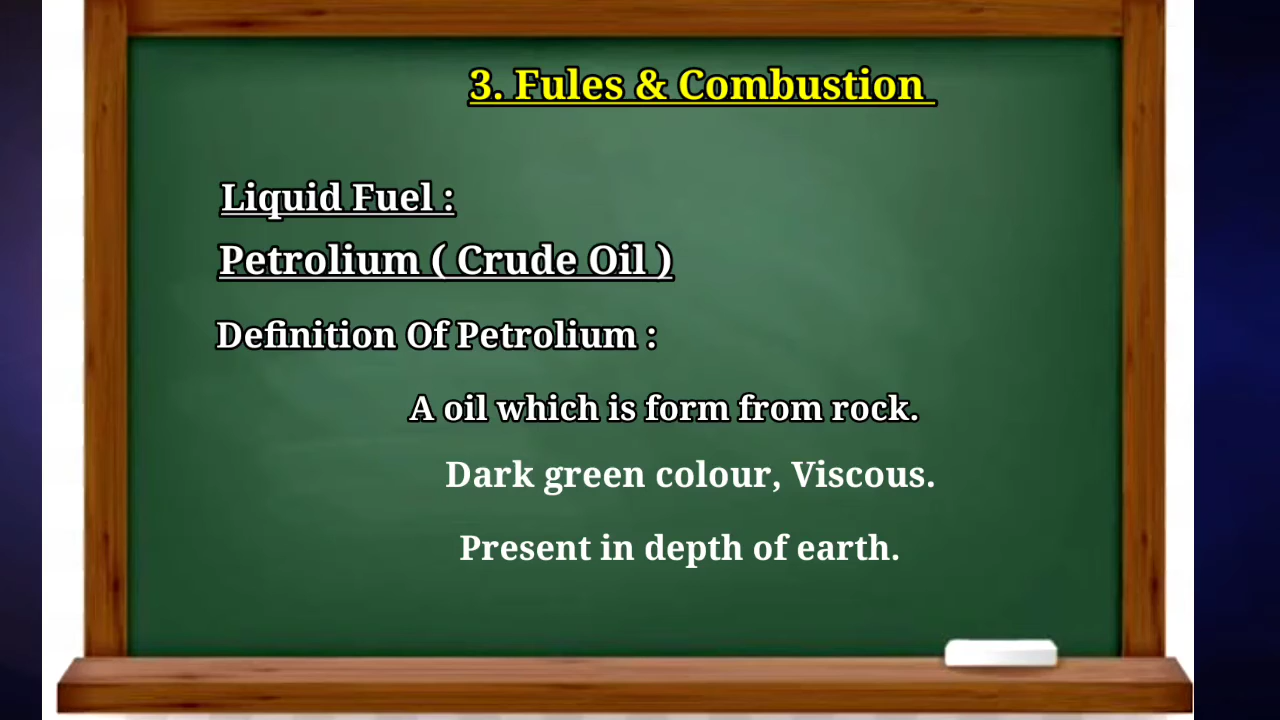 3. Fules & Combustion
Liquid Fuel :
Petrolium ( Crude Oil )
Definition Of Petrolium :
A oil which is form from rock.
Dark green colour, Viscous.
Present in depth of earth.